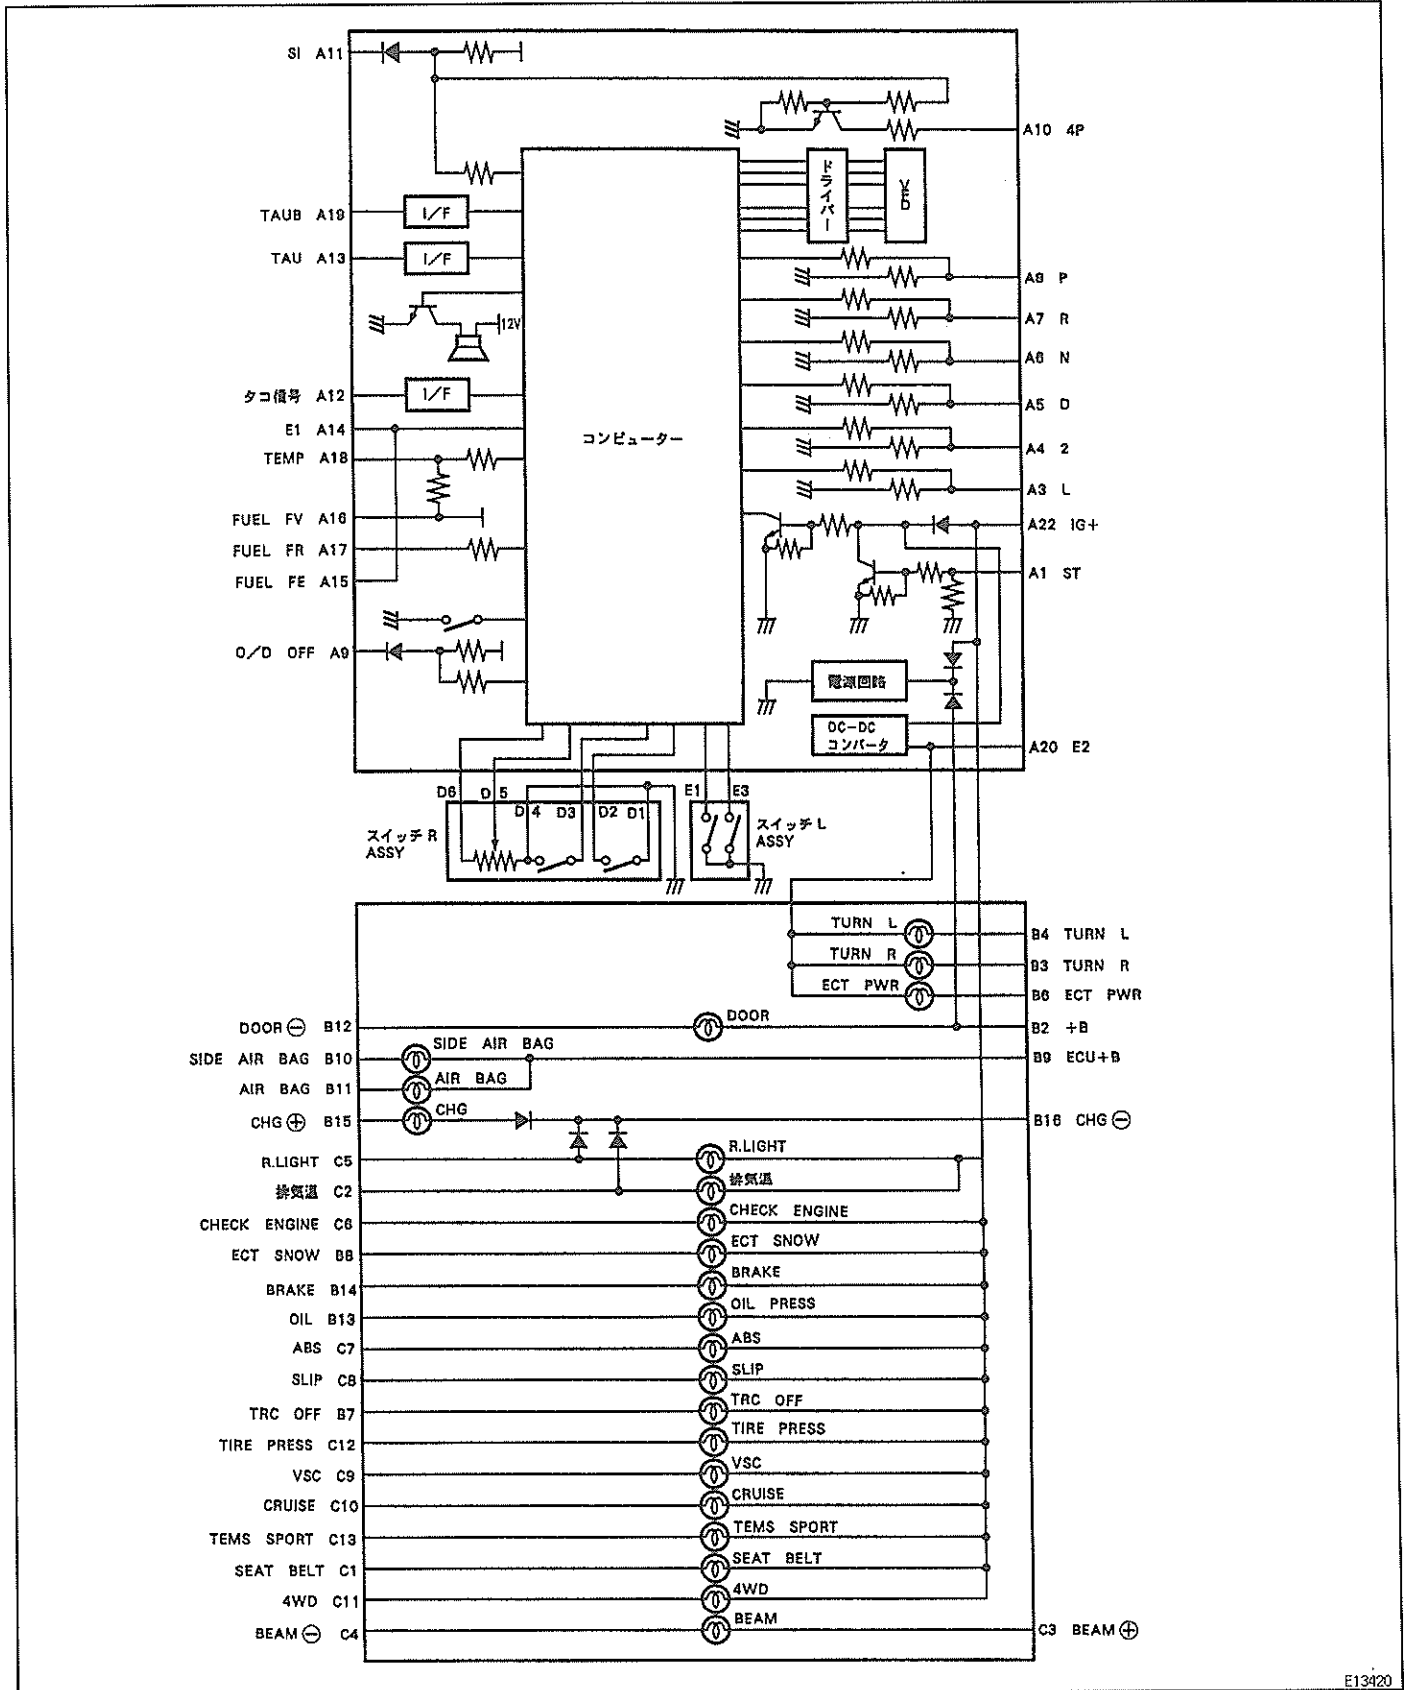 SI A11
A10 4P
ドライバー
VFD
TAUB A19
I/F
TAU A13
I/F
A8 P
A7 R
12V
A6 N
タコ信号 A12
I/F
A5 D
E1 A14
コンピューター
A4 2
TEMP A18
A3 L
FUEL FV A16
A22 IG+
FUEL FR A17
A1 ST
FUEL FE A15
O/D OFF A9
電源回路
DC-DC
コンバータ
A20 E2
D6
D5
D4
D3
D2
D1
E1
E3
スイッチ R
ASSY
スイッチ L
ASSY
TURN L
B4 TURN L
TURN R
B3 TURN R
ECT PWR
B6 ECT PWR
DOOR⊖ B12
DOOR
B2 +B
SIDE AIR BAG B10
SIDE AIR BAG
B9 ECU+B
AIR BAG B11
AIR BAG
CHG⊕ B15
CHG
B16 CHG⊖
R.LIGHT C5
R.LIGHT
排気温 C2
排気温
CHECK ENGINE C6
CHECK ENGINE
ECT SNOW B8
ECT SNOW
BRAKE B14
BRAKE
OIL B13
OIL PRESS
ABS C7
ABS
SLIP C8
SLIP
TRC OFF B7
TRC OFF
TIRE PRESS C12
TIRE PRESS
VSC C9
VSC
CRUISE C10
CRUISE
TEMS SPORT C13
TEMS SPORT
SEAT BELT C1
SEAT BELT
4WD C11
4WD
BEAM⊖ C4
BEAM
C3 BEAM⊕
E13420